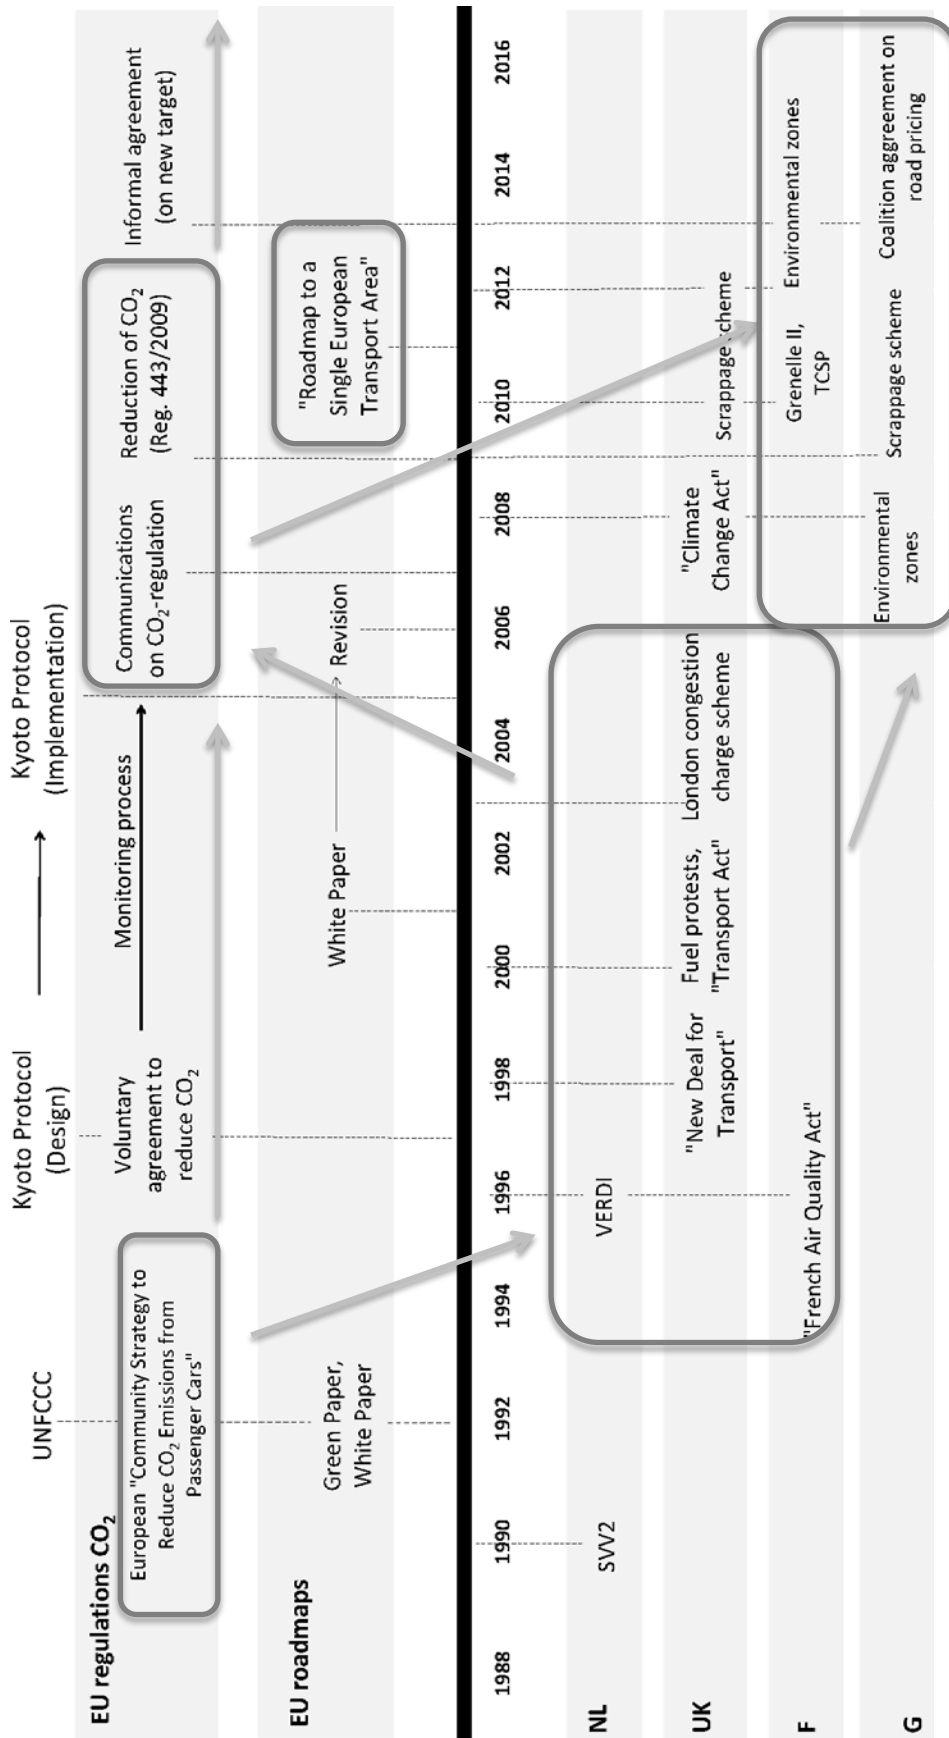 UNFCCC
Kyoto Protocol
(Design)
Kyoto Protocol
(Implementation)
EU regulations CO₂
European "Community Strategy to
Reduce CO₂ Emissions from
Passenger Cars"
Voluntary
agreement to
reduce CO₂
Monitoring process
Communications
on CO₂-regulation
Reduction of CO₂
(Reg. 443/2009)
Informal agreement
(on new target)
EU roadmaps
Green Paper,
White Paper
White Paper
Revision
"Roadmap to a
Single European
Transport Area"
1988
1990
1992
1994
1996
1998
2000
2002
2004
2006
2008
2010
2012
2014
2016
NL
SVV2
VERDI
UK
"New Deal for
Transport"
Fuel protests,
"Transport Act"
London congestion
charge scheme
"Climate
Change Act"
Scrappage scheme
F
"French Air Quality Act"
Grenelle II,
TCSP
Environmental zones
G
Environmental
zones
Scrappage scheme
Coalition aggreement on
road pricing